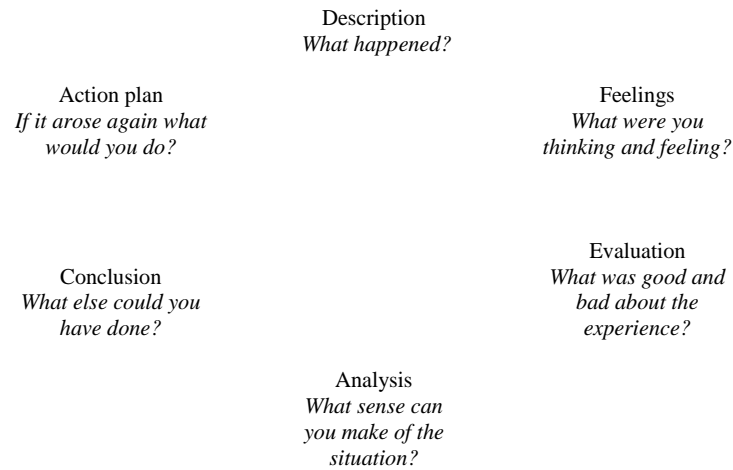 Description
What happened?
Action plan
If it arose again what
would you do?
Feelings
What were you
thinking and feeling?
Conclusion
What else could you
have done?
Evaluation
What was good and
bad about the
experience?
Analysis
What sense can
you make of the
situation?